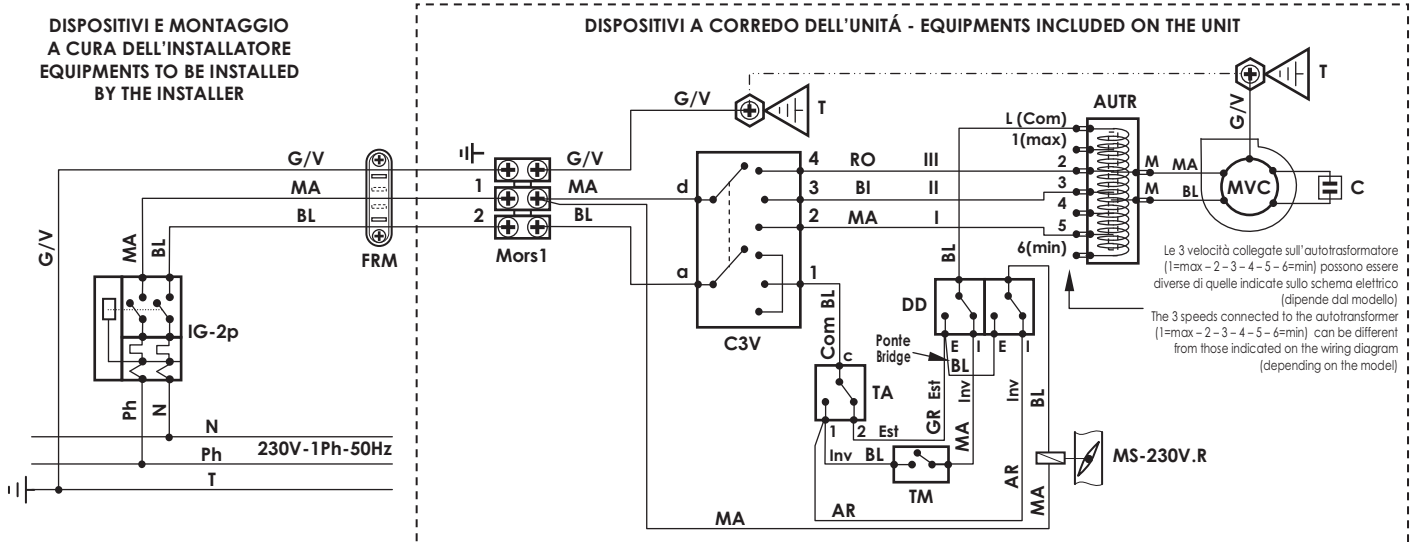 DISPOSITIVI E MONTAGGIO
A CURA DELL'INSTALLATORE
EQUIPMENTS TO BE INSTALLED
BY THE INSTALLER
DISPOSITIVI A CORREDO DELL'UNITÁ - EQUIPMENTS INCLUDED ON THE UNIT
T
T
G/V
AUTR
G/V
L (Com)
1(max)
G/V
G/V
4 RO III
2
M MA
MA
1
MA
d
3 BI II
3
M BL
MVC
C
BL
2
BL
2 MA I
4
5
6(min)
G/V
MA
BL
FRM
Mors1
a
1
BL
Le 3 velocità collegate sull'autotrasformatore
(1=max – 2 – 3 – 4 – 5 – 6=min) possono essere
diverse di quelle indicate sullo schema elettrico
(dipende dal modello)
The 3 speeds connected to the autotransformer
(1=max – 2 – 3 – 4 – 5 – 6=min) can be different
from those indicated on the wiring diagram
(depending on the model)
IG-2p
C3V
Com BL
DD
Ponte
Bridge
E I E I
BL
C
TA
GR Est
Inv
MA
Inv
AR
BL
Ph
N
1 2 Est
Inv BL
TM
MS-230V.R
MA
N
Ph
230V-1Ph-50Hz
T
AR
MA